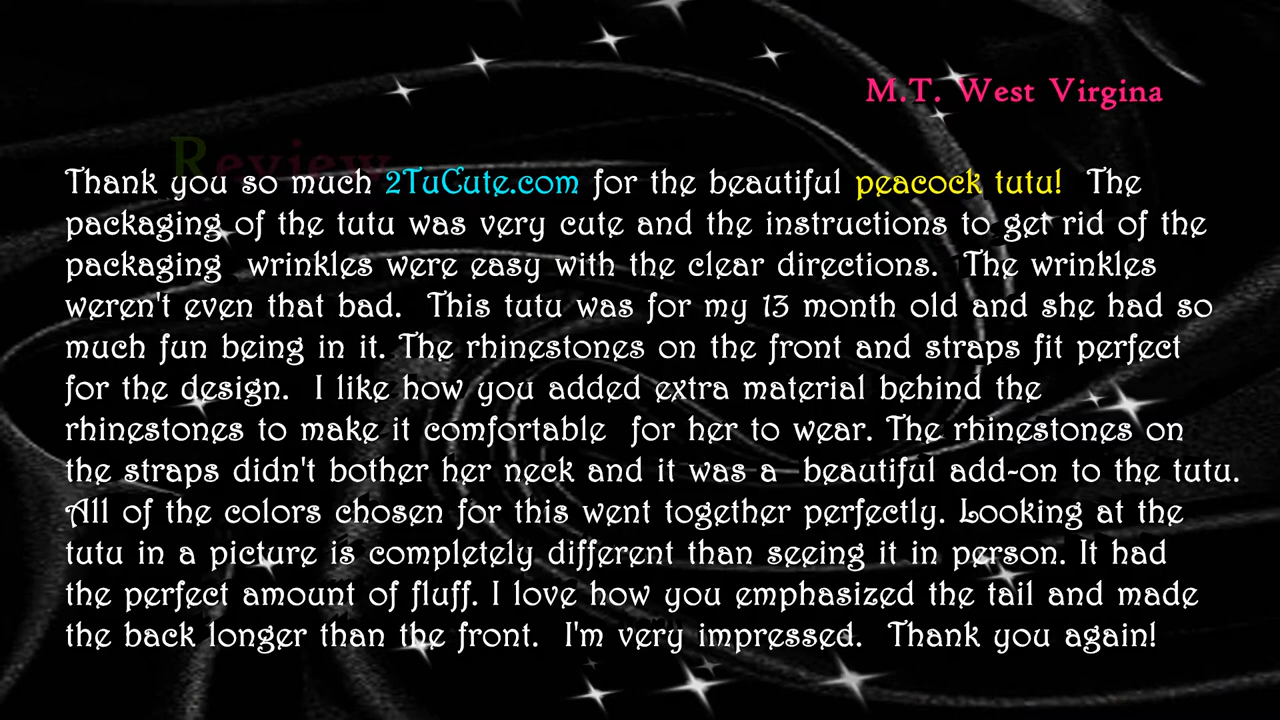 M.T. West Virgina
Review
Thank you so much 2TuCute.com for the beautiful peacock tutu! The
packaging of the tutu was very cute and the instructions to get rid of the
packaging wrinkles were easy with the clear directions. The wrinkles
weren't even that bad. This tutu was for my 13 month old and she had so
much fun being in it. The rhinestones on the front and straps fit perfect
for the design. I like how you added extra material behind the
rhinestones to make it comfortable for her to wear. The rhinestones on
the straps didn't bother her neck and it was a beautiful add-on to the tutu.
All of the colors chosen for this went together perfectly. Looking at the
tutu in a picture is completely different than seeing it in person. It had
the perfect amount of fluff. I love how you emphasized the tail and made
the back longer than the front. I'm very impressed. Thank you again!